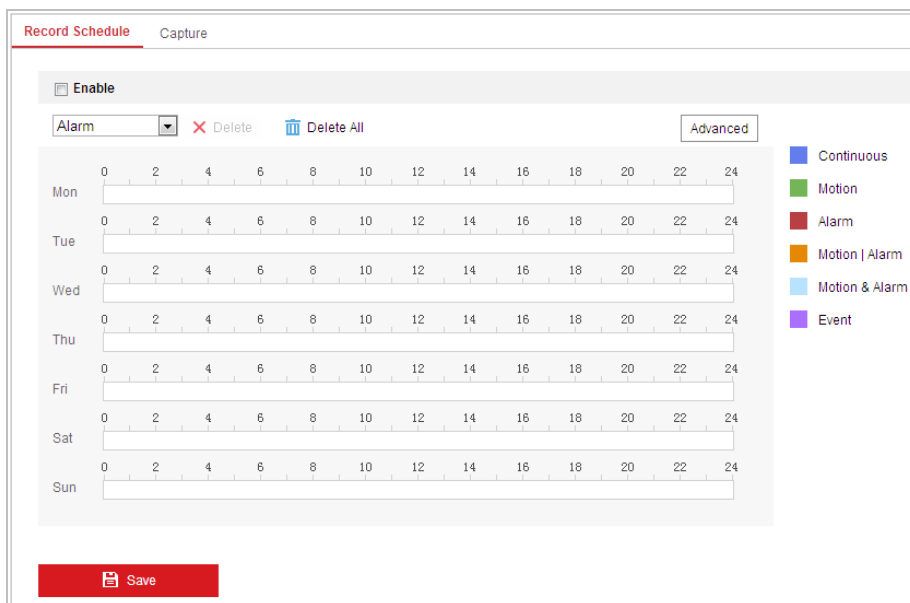 Record Schedule Capture
Enable
Alarm Delete Delete All Advanced
0 2 4 6 8 10 12 14 16 18 20 22 24
Mon
0 2 4 6 8 10 12 14 16 18 20 22 24
Tue
0 2 4 6 8 10 12 14 16 18 20 22 24
Wed
0 2 4 6 8 10 12 14 16 18 20 22 24
Thu
0 2 4 6 8 10 12 14 16 18 20 22 24
Fri
0 2 4 6 8 10 12 14 16 18 20 22 24
Sat
0 2 4 6 8 10 12 14 16 18 20 22 24
Sun
Continuous
Motion
Alarm
Motion | Alarm
Motion & Alarm
Event
Save